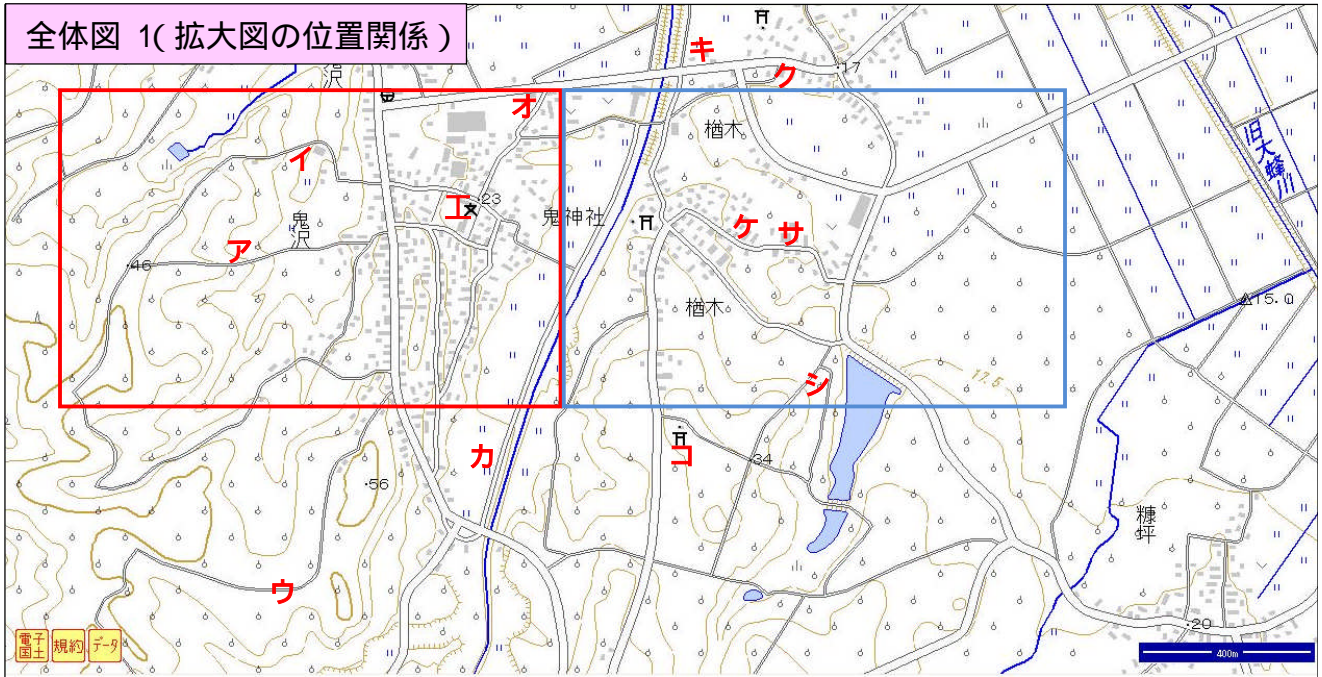 全体図 1(拡大図の位置関係)
鬼沢
キ
ク
・17
オ
楢木
旧大蜂川
イ
エ
・23
鬼神社
ケ
サ
鬼沢
ア
・46
楢木
△15.0
シ
17.5
カ
コ
・34
・56
糠坪
ウ
・20
電子国土
規約
データ
400m